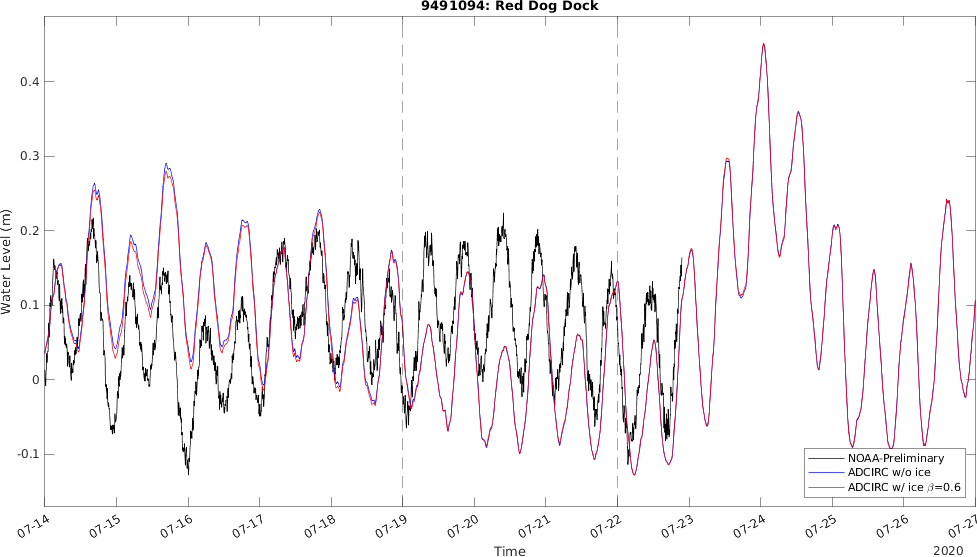 9491094: Red Dog Dock
Water Level (m)
0.4
0.3
0.2
0.1
0
-0.1
NOAA-Preliminary
ADCIRC w/o ice
ADCIRC w/ ice β=0.6
07-14 07-15 07-16 07-17 07-18 07-19 07-20 07-21 07-22 07-23 07-24 07-25 07-26 07-27
Time
2020